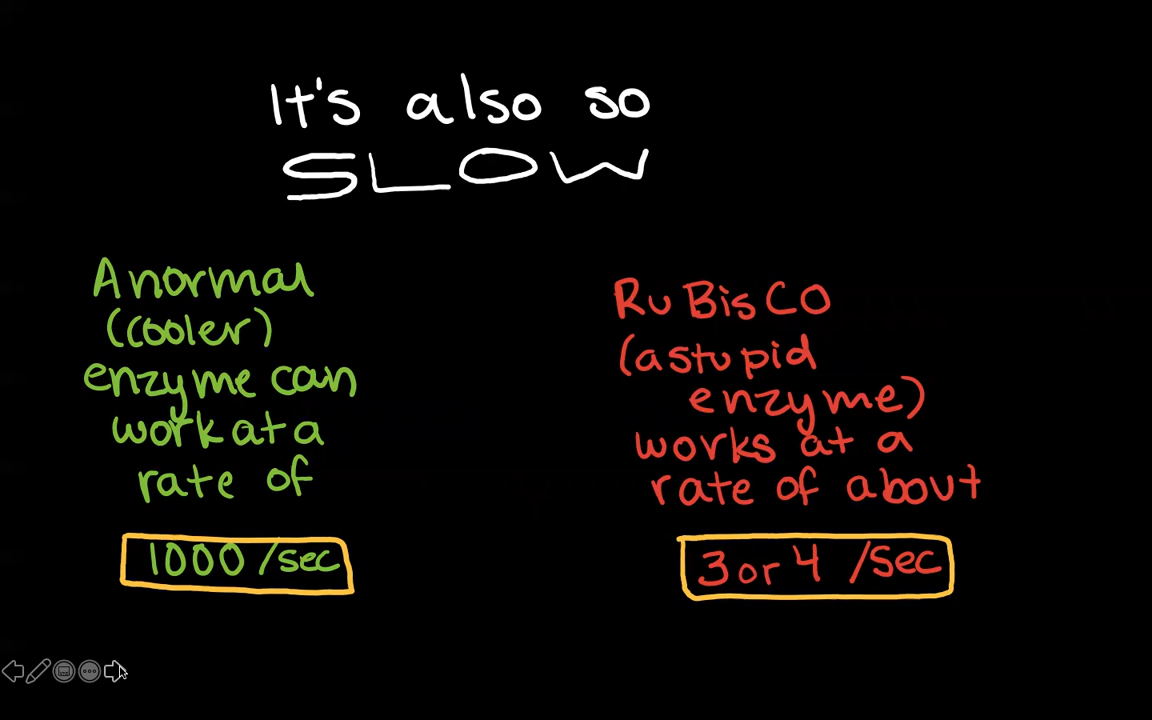 It's also so
SLOW
A normal
(cooler)
enzyme can
work at a
rate of
1000 /sec
RuBisCO
(a stupid
enzyme)
works at a
rate of about
3 or 4 /sec